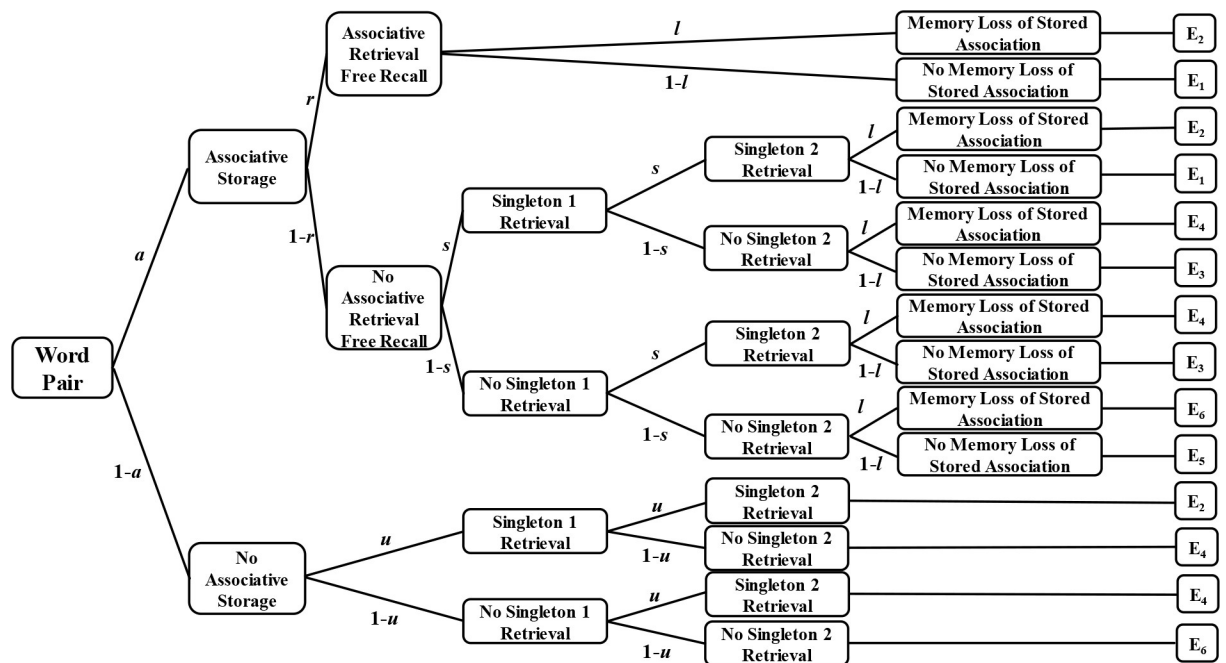 Word
Pair
a
1-a
Associative
Storage
No
Associative
Storage
r
1-r
Associative
Retrieval
Free Recall
No
Associative
Retrieval
Free Recall
l
1-l
s
1-s
Singleton 1
Retrieval
No Singleton 1
Retrieval
s
1-s
s
1-s
Singleton 2
Retrieval
No Singleton 2
Retrieval
Singleton 2
Retrieval
No Singleton 2
Retrieval
l
1-l
l
1-l
l
1-l
l
1-l
Memory Loss of Stored
Association
E2
No Memory Loss of
Stored Association
E1
Memory Loss of Stored
Association
E2
No Memory Loss of
Stored Association
E1
Memory Loss of Stored
Association
E4
No Memory Loss of
Stored Association
E3
Memory Loss of Stored
Association
E4
No Memory Loss of
Stored Association
E3
Memory Loss of Stored
Association
E6
No Memory Loss of
Stored Association
E5
u
1-u
Singleton 1
Retrieval
No Singleton 1
Retrieval
u
1-u
u
1-u
Singleton 2
Retrieval
E2
No Singleton 2
Retrieval
E4
Singleton 2
Retrieval
E4
No Singleton 2
Retrieval
E6